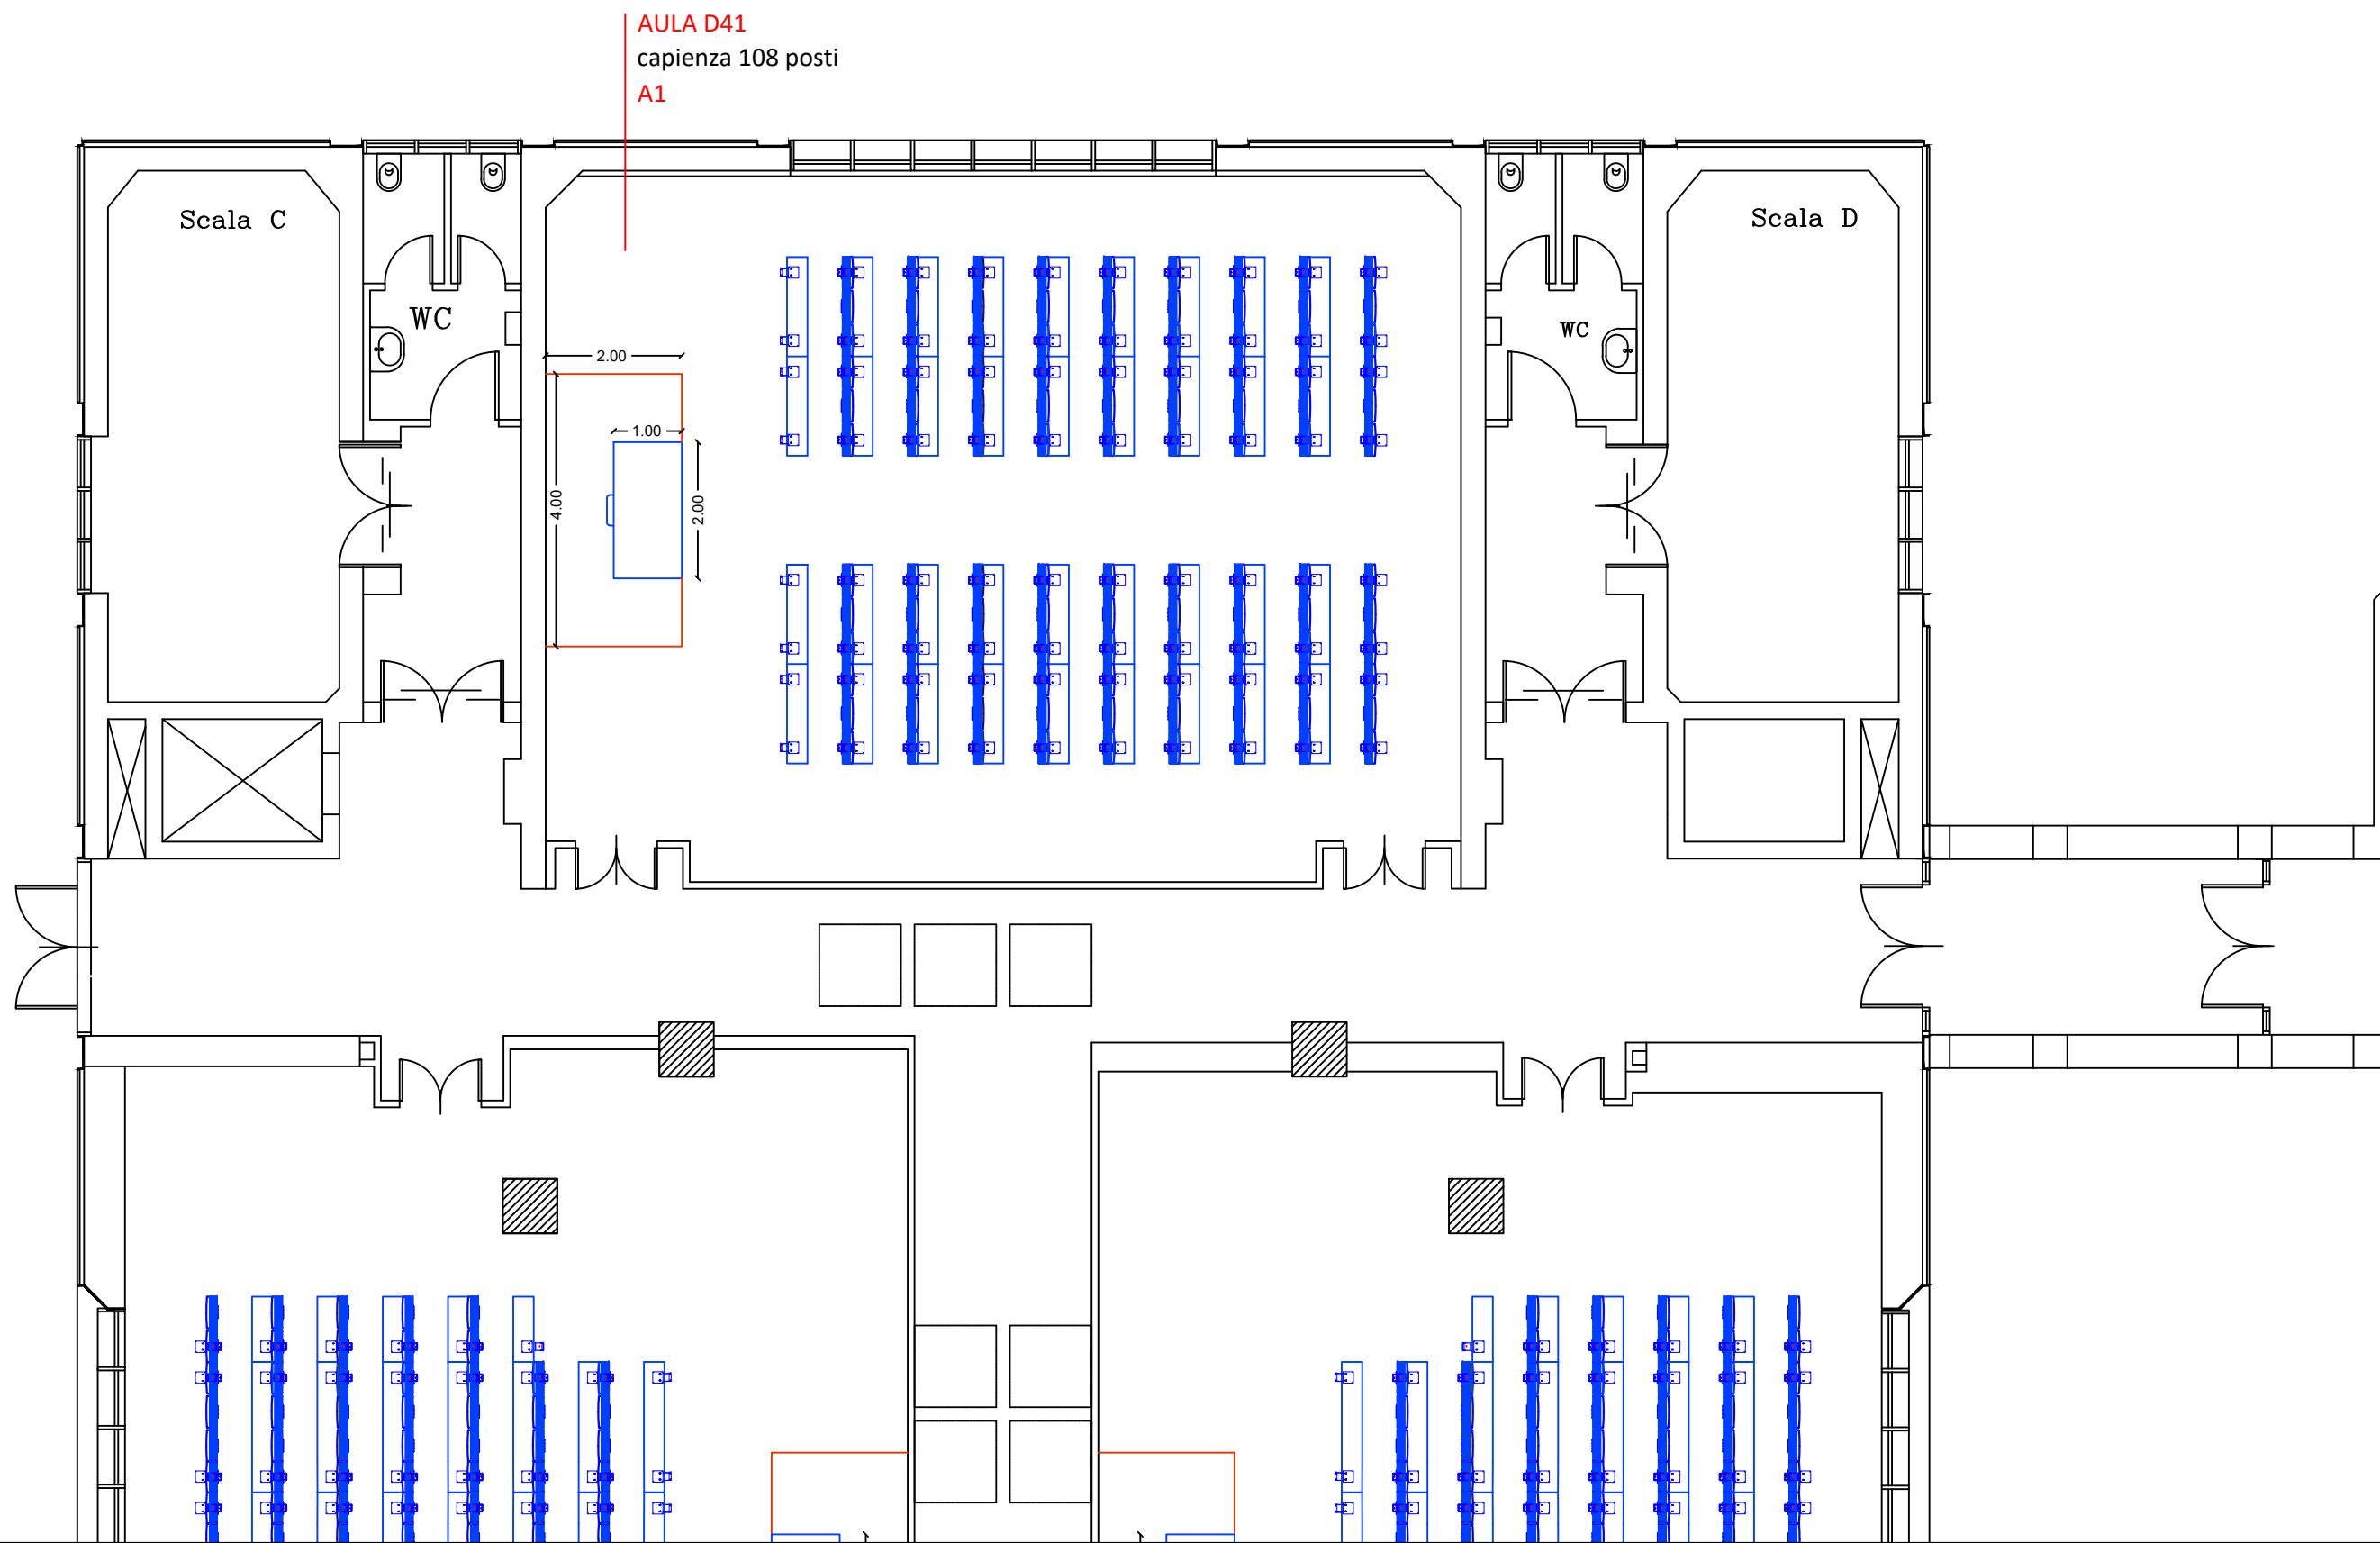 AULA D41
capienza 108 posti
A1
Scala C
Scala D
WC
WC
2.00
1.00
4.00
2.00